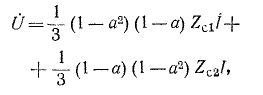 U̇ = 1/3 (1 − a²) (1 − a) Z_c1 İ +
+ 1/3 (1 − a) (1 − a²) Z_c2 I,